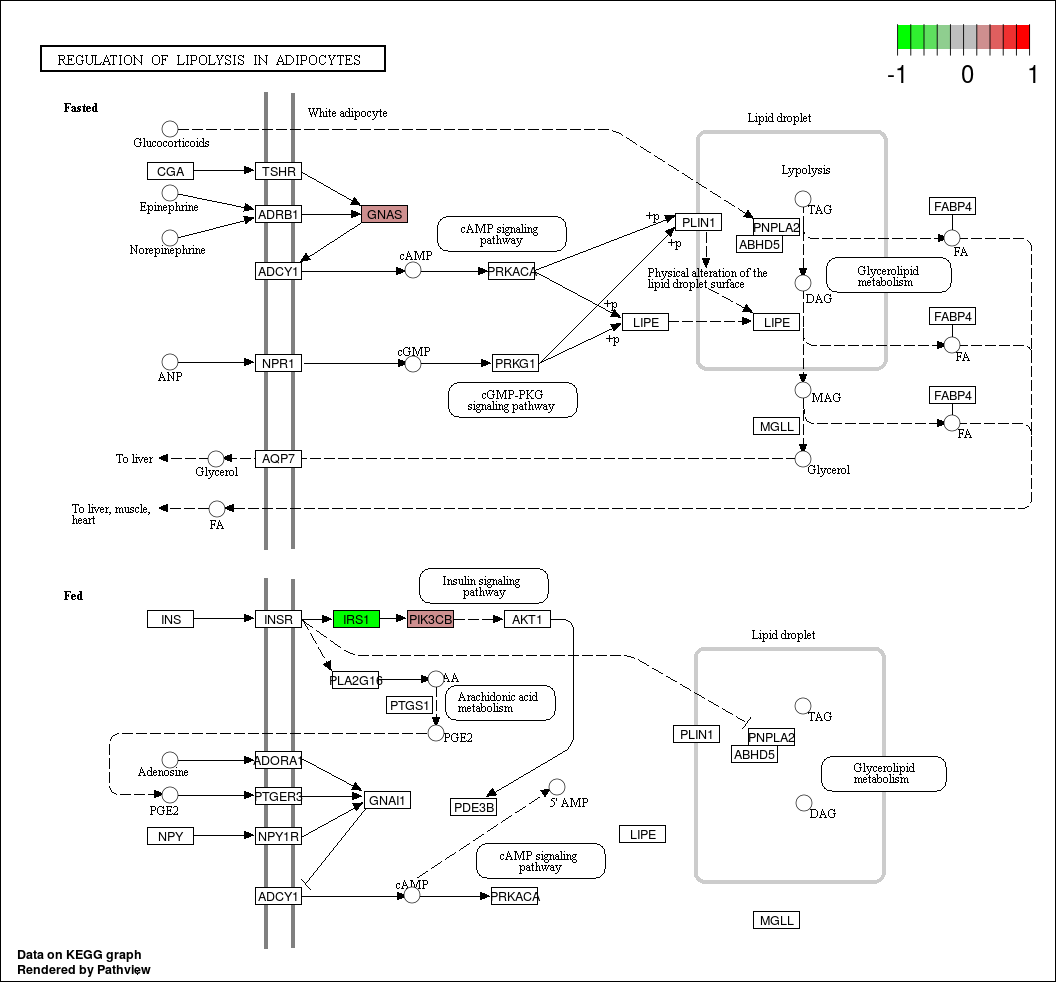 REGULATION OF LIPOLYSIS IN ADIPOCYTES
-1 0 1
Fasted
White adipocyte
Lipid droplet
Glucocorticoids
CGA
TSHR
Lypolysis
Epinephrine
ADRB1
GNAS
TAG
FABP4
+p
PLIN1
PNPLA2
ABHD5
cAMP signaling
pathway
+p
Norepinephrine
FA
cAMP
ADCY1
PRKACA
Physical alteration of the
lipid droplet surface
Glycerolipid
metabolism
DAG
+p
LIPE
LIPE
FABP4
+p
cGMP
FA
ANP
NPR1
PRKG1
cGMP-PKG
signaling pathway
MAG
FABP4
MGLL
FA
To liver
Glycerol
AQP7
Glycerol
To liver, muscle,
heart
FA
Fed
Insulin signaling
pathway
INS
INSR
IRS1
PIK3CB
AKT1
Lipid droplet
PLA2G16
AA
Arachidonic acid
metabolism
PTGS1
TAG
PGE2
PLIN1
PNPLA2
ABHD5
Adenosine
ADORA1
Glycerolipid
metabolism
PGE2
PTGER3
GNAI1
PDE3B
5' AMP
DAG
NPY
NPY1R
LIPE
cAMP signaling
pathway
cAMP
ADCY1
PRKACA
MGLL
Data on KEGG graph
Rendered by Pathview